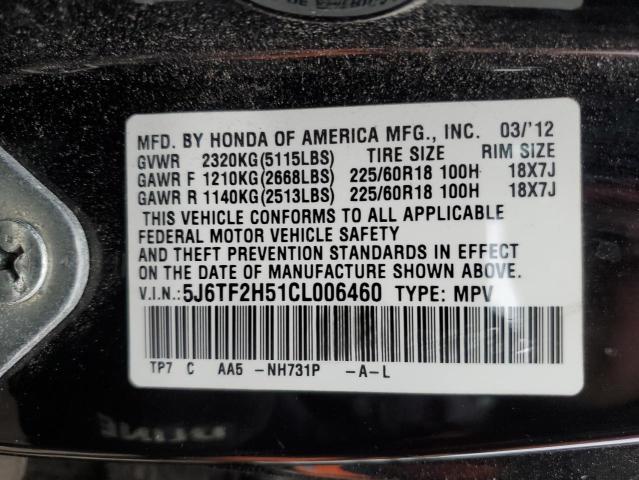 DE AMERICA
MFD. BY HONDA OF AMERICA MFG., INC. 03/'12
GVWR 2320KG(5115LBS) TIRE SIZE RIM SIZE
GAWR F 1210KG(2668LBS) 225/60R18 100H 18X7J
GAWR R 1140KG(2513LBS) 225/60R18 100H 18X7J
THIS VEHICLE CONFORMS TO ALL APPLICABLE
FEDERAL MOTOR VEHICLE SAFETY
AND THEFT PREVENTION STANDARDS IN EFFECT
ON THE DATE OF MANUFACTURE SHOWN ABOVE.
V.I.N.: 5J6TF2H51CL006460 TYPE: MPV
TP7 C AA5 -NH731P -A-L